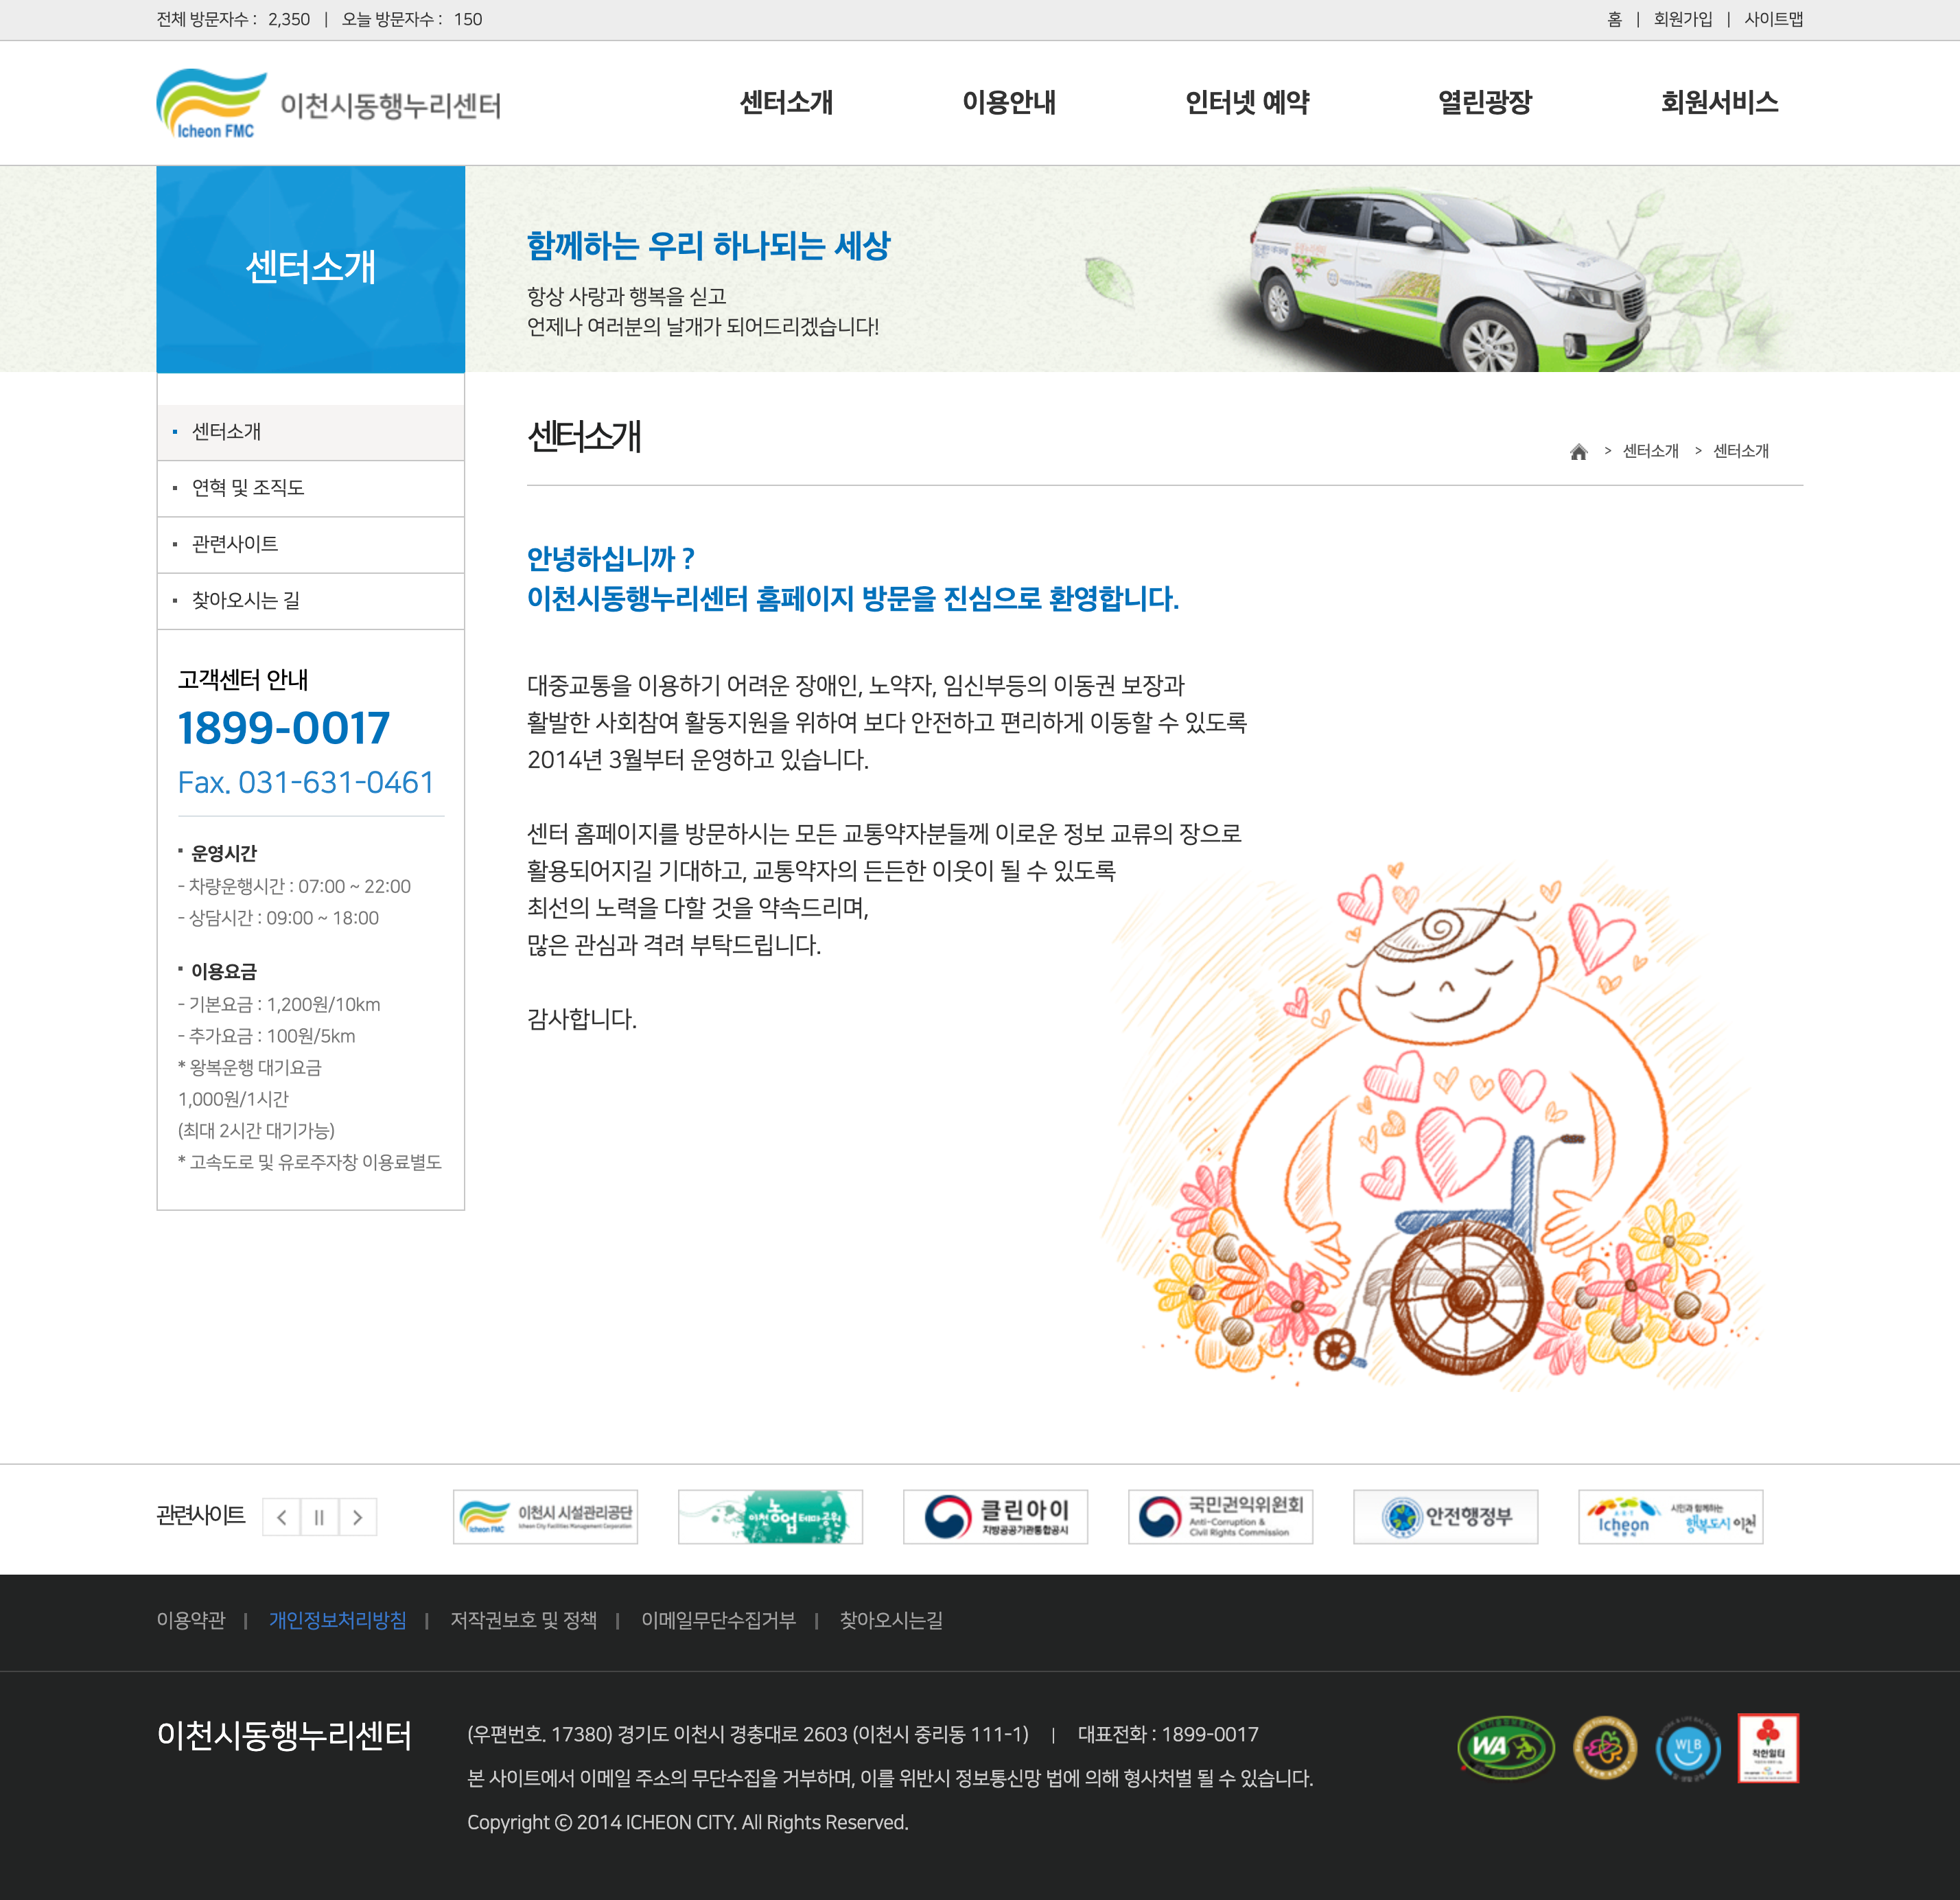 전체 방문자수 : 2,350 | 오늘 방문자수 : 150
홈 | 회원가입 | 사이트맵
Icheon FMC
이천시동행누리센터
센터소개
이용안내
인터넷 예약
열린광장
회원서비스
센터소개
함께하는 우리 하나되는 세상
항상 사랑과 행복을 싣고
언제나 여러분의 날개가 되어드리겠습니다!
센터소개
연혁 및 조직도
관련사이트
찾아오시는 길
고객센터 안내
1899-0017
Fax. 031-631-0461
운영시간
- 차량운행시간 : 07:00 ~ 22:00
- 상담시간 : 09:00 ~ 18:00
이용요금
- 기본요금 : 1,200원/10km
- 추가요금 : 100원/5km
* 왕복운행 대기요금
1,000원/1시간
(최대 2시간 대기가능)
* 고속도로 및 유로주자창 이용료별도
센터소개
> 센터소개 > 센터소개
안녕하십니까 ?
이천시동행누리센터 홈페이지 방문을 진심으로 환영합니다.
대중교통을 이용하기 어려운 장애인, 노약자, 임신부등의 이동권 보장과
활발한 사회참여 활동지원을 위하여 보다 안전하고 편리하게 이동할 수 있도록
2014년 3월부터 운영하고 있습니다.
센터 홈페이지를 방문하시는 모든 교통약자분들께 이로운 정보 교류의 장으로
활용되어지길 기대하고, 교통약자의 든든한 이웃이 될 수 있도록
최선의 노력을 다할 것을 약속드리며,
많은 관심과 격려 부탁드립니다.
감사합니다.
관련사이트
Icheon FMC
이천시 시설관리공단
Icheon City Facilities Management Corporation
이천농업테마공원
클린아이
지방공공기관통합공시
국민권익위원회
Anti-Corruption &
Civil Rights Commission
안전행정부
ART
Icheon
이천시
시민과 함께하는
행복도시 이천
이용약관 | 개인정보처리방침 | 저작권보호 및 정책 | 이메일무단수집거부 | 찾아오시는길
이천시동행누리센터
(우편번호. 17380) 경기도 이천시 경충대로 2603 (이천시 중리동 111-1) | 대표전화 : 1899-0017
본 사이트에서 이메일 주소의 무단수집을 거부하며, 이를 위반시 정보통신망 법에 의해 형사처벌 될 수 있습니다.
Copyright ⓒ 2014 ICHEON CITY. All Rights Reserved.
WA
WLB
착한일터